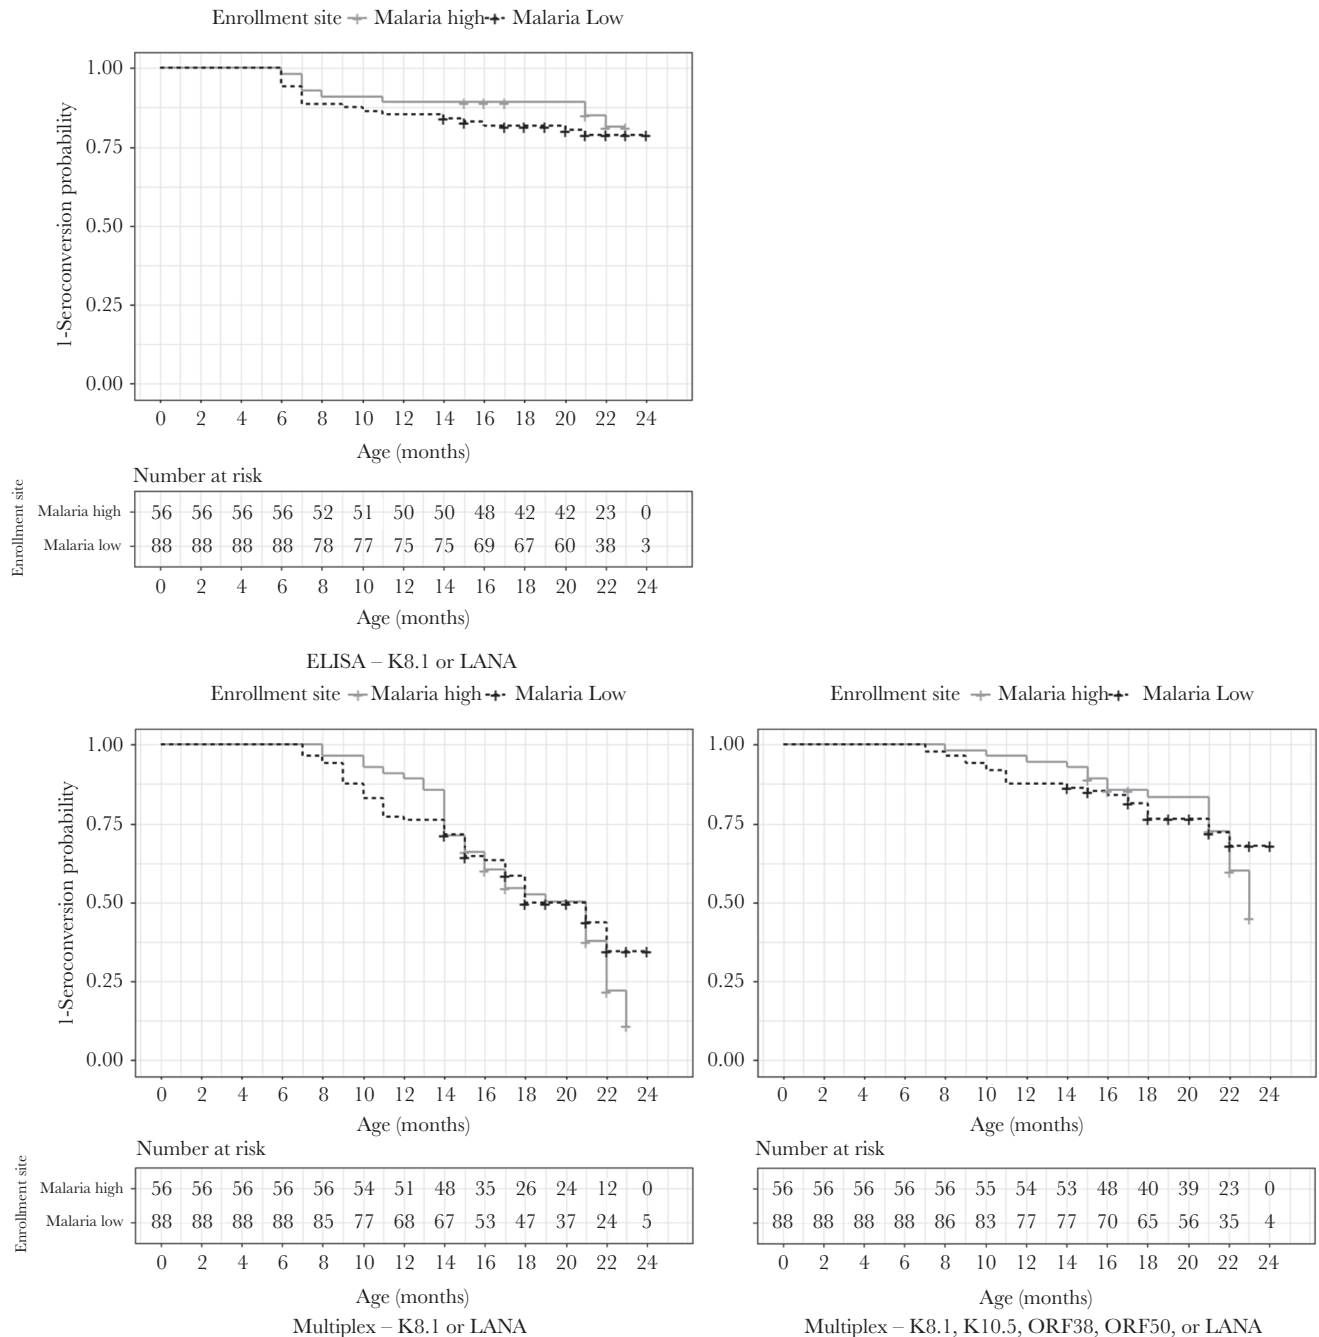 Enrollment site Malaria high Malaria Low
1-Seroconversion probability
1.00
0.75
0.50
0.25
0.00
0 2 4 6 8 10 12 14 16 18 20 22 24
Age (months)
Number at risk
Enrollment site
Malaria high 56 56 56 56 52 51 50 50 48 42 42 23 0
Malaria low 88 88 88 88 78 77 75 75 69 67 60 38 3
0 2 4 6 8 10 12 14 16 18 20 22 24
Age (months)
ELISA – K8.1 or LANA
Enrollment site Malaria high Malaria Low
1-Seroconversion probability
1.00
0.75
0.50
0.25
0.00
0 2 4 6 8 10 12 14 16 18 20 22 24
Age (months)
Number at risk
Enrollment site
Malaria high 56 56 56 56 56 54 51 48 35 26 24 12 0
Malaria low 88 88 88 88 85 77 68 67 53 47 37 24 5
0 2 4 6 8 10 12 14 16 18 20 22 24
Age (months)
Multiplex – K8.1 or LANA
Enrollment site Malaria high Malaria Low
1.00
0.75
0.50
0.25
0.00
0 2 4 6 8 10 12 14 16 18 20 22 24
Age (months)
Number at risk
56 56 56 56 56 55 54 53 48 40 39 23 0
88 88 88 88 86 83 77 77 70 65 56 35 4
0 2 4 6 8 10 12 14 16 18 20 22 24
Age (months)
Multiplex – K8.1, K10.5, ORF38, ORF50, or LANA